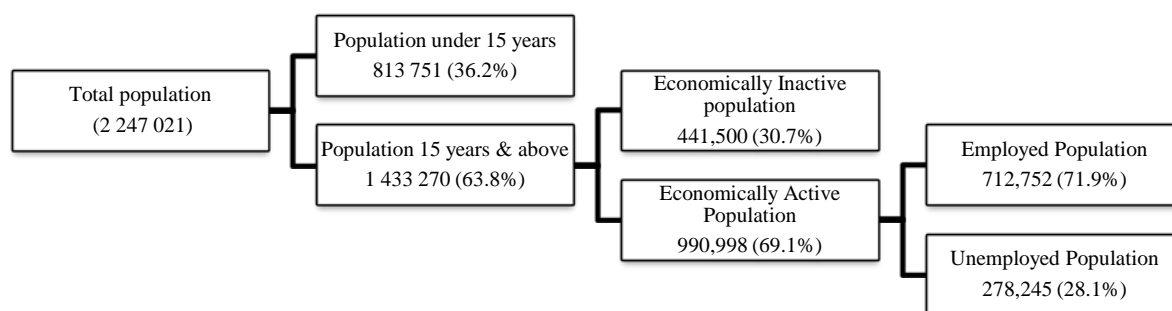 Total population
(2 247 021)
Population under 15 years
813 751 (36.2%)
Population 15 years & above
1 433 270 (63.8%)
Economically Inactive
population
441,500 (30.7%)
Economically Active
Population
990,998 (69.1%)
Employed Population
712,752 (71.9%)
Unemployed Population
278,245 (28.1%)